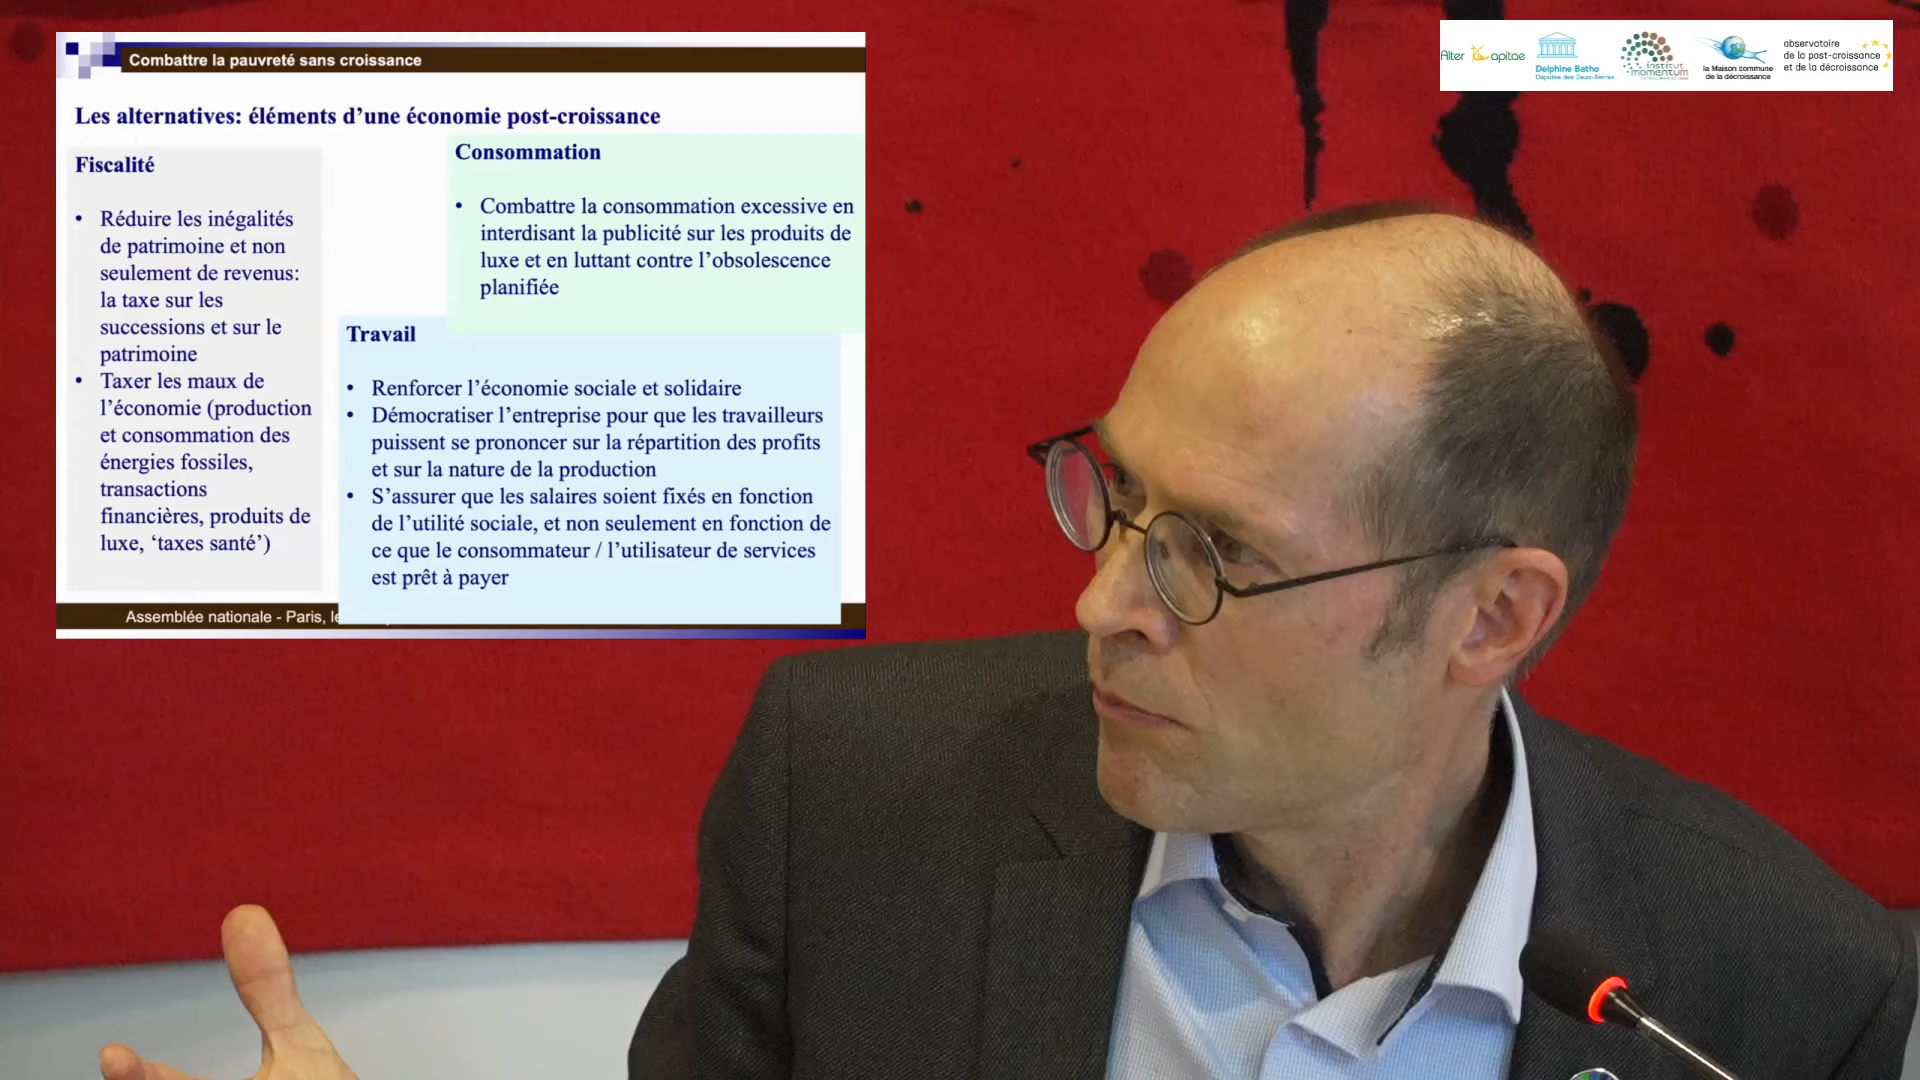 Combattre la pauvreté sans croissance
Les alternatives: éléments d’une économie post-croissance
Fiscalité
• Réduire les inégalités
de patrimoine et non
seulement de revenus:
la taxe sur les
successions et sur le
patrimoine
• Taxer les maux de
l’économie (production
et consommation des
énergies fossiles,
transactions
financières, produits de
luxe, ‘taxes santé’)
Consommation
• Combattre la consommation excessive en
interdisant la publicité sur les produits de
luxe et en luttant contre l’obsolescence
planifiée
Travail
• Renforcer l’économie sociale et solidaire
• Démocratiser l’entreprise pour que les travailleurs
puissent se prononcer sur la répartition des profits
et sur la nature de la production
• S’assurer que les salaires soient fixés en fonction
de l’utilité sociale, et non seulement en fonction de
ce que le consommateur / l’utilisateur de services
est prêt à payer
Assemblée nationale - Paris, le
Alter Kapitae
Delphine Batho
Députée des Deux-Sèvres
institut
momentum
la Maison commune
de la décroissance
observatoire
de la post-croissance
et de la décroissance